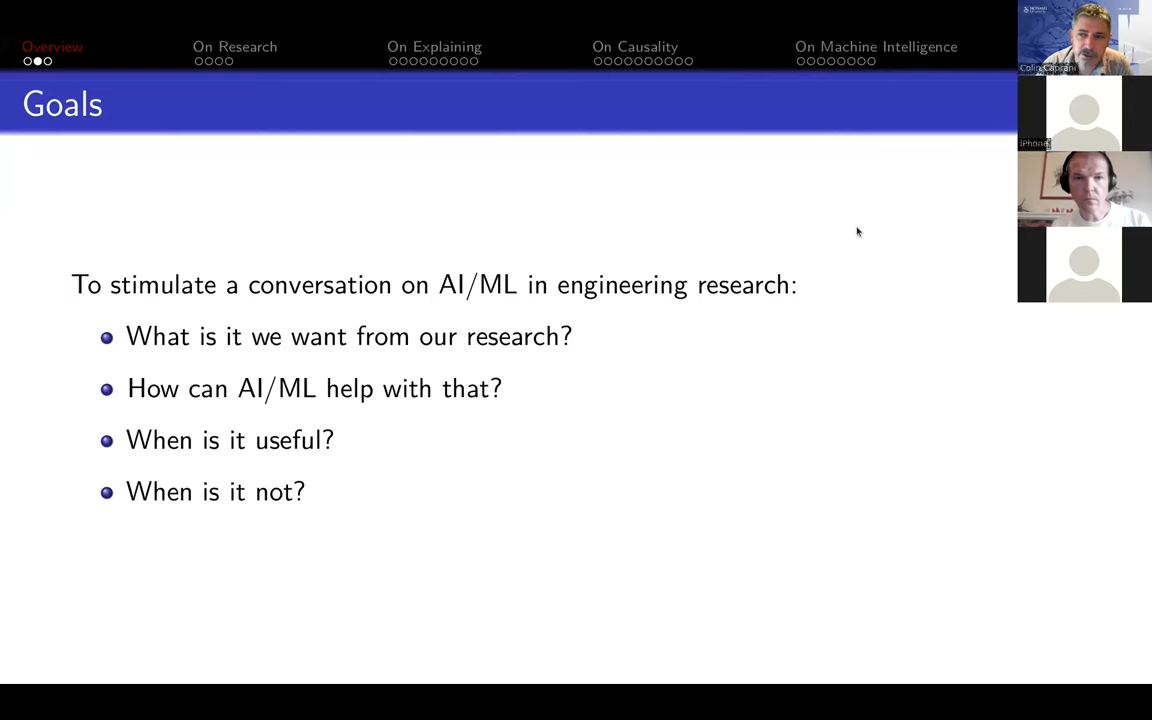 Overview
On Research
On Explaining
On Causality
On Machine Intelligence
Goals
To stimulate a conversation on AI/ML in engineering research:
What is it we want from our research?
How can AI/ML help with that?
When is it useful?
When is it not?
Colin Caprani
iPhone